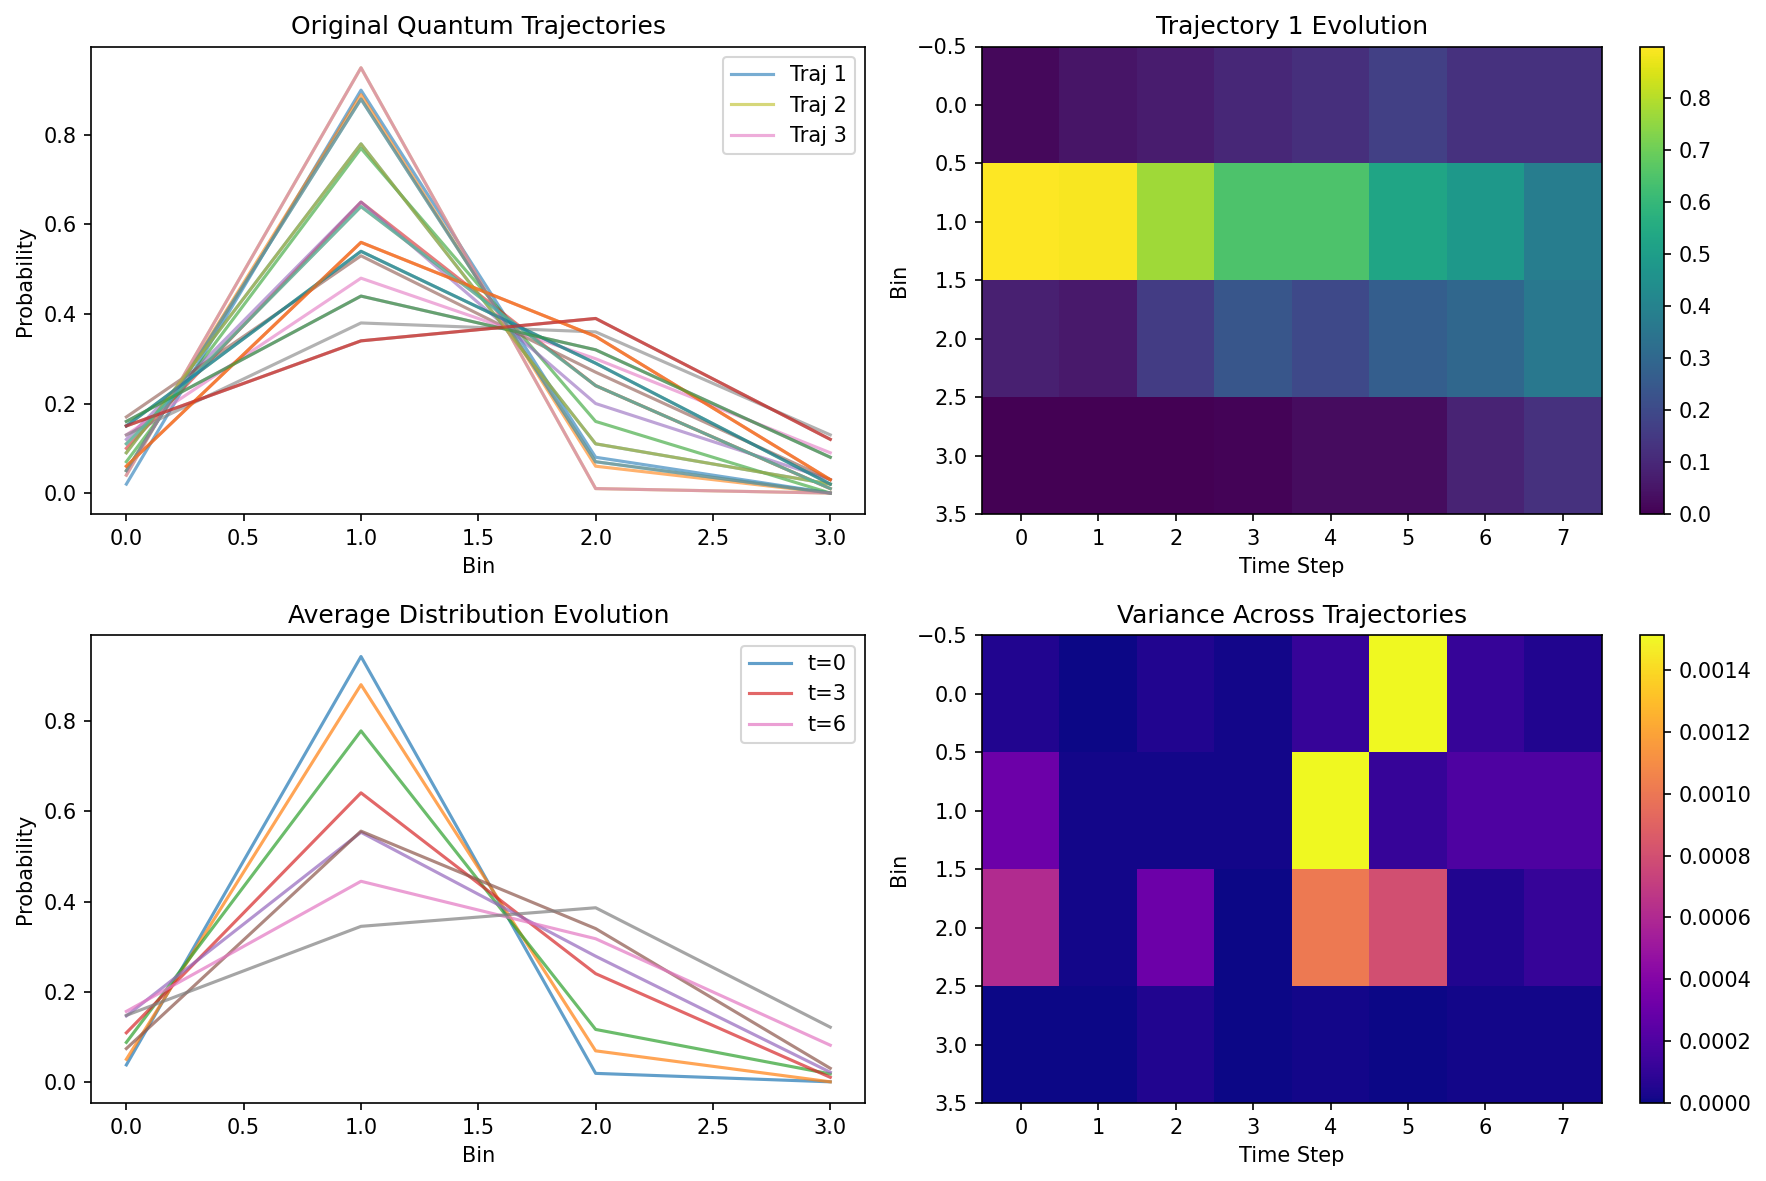 Original Quantum Trajectories
Probability
0.8
0.6
0.4
0.2
0.0
0.0 0.5 1.0 1.5 2.0 2.5 3.0
Bin
Traj 1
Traj 2
Traj 3
Trajectory 1 Evolution
Bin
−0.5
0.0
0.5
1.0
1.5
2.0
2.5
3.0
3.5
0 1 2 3 4 5 6 7
Time Step
0.8
0.7
0.6
0.5
0.4
0.3
0.2
0.1
0.0
Average Distribution Evolution
Probability
0.8
0.6
0.4
0.2
0.0
0.0 0.5 1.0 1.5 2.0 2.5 3.0
Bin
t=0
t=3
t=6
Variance Across Trajectories
Bin
−0.5
0.0
0.5
1.0
1.5
2.0
2.5
3.0
3.5
0 1 2 3 4 5 6 7
Time Step
0.0014
0.0012
0.0010
0.0008
0.0006
0.0004
0.0002
0.0000